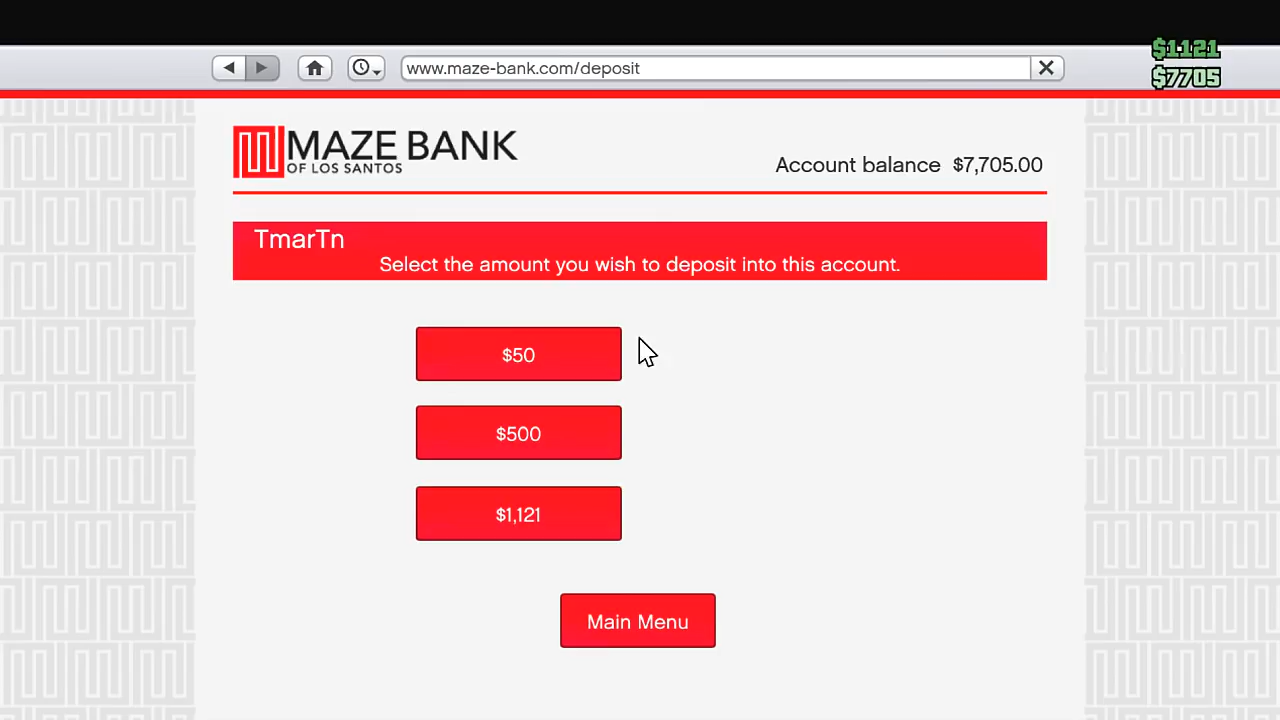 $1121
www.maze-bank.com/deposit
$7705
MAZE BANK
OF LOS SANTOS
Account balance $7,705.00
TmarTn
Select the amount you wish to deposit into this account.
$50
$500
$1,121
Main Menu